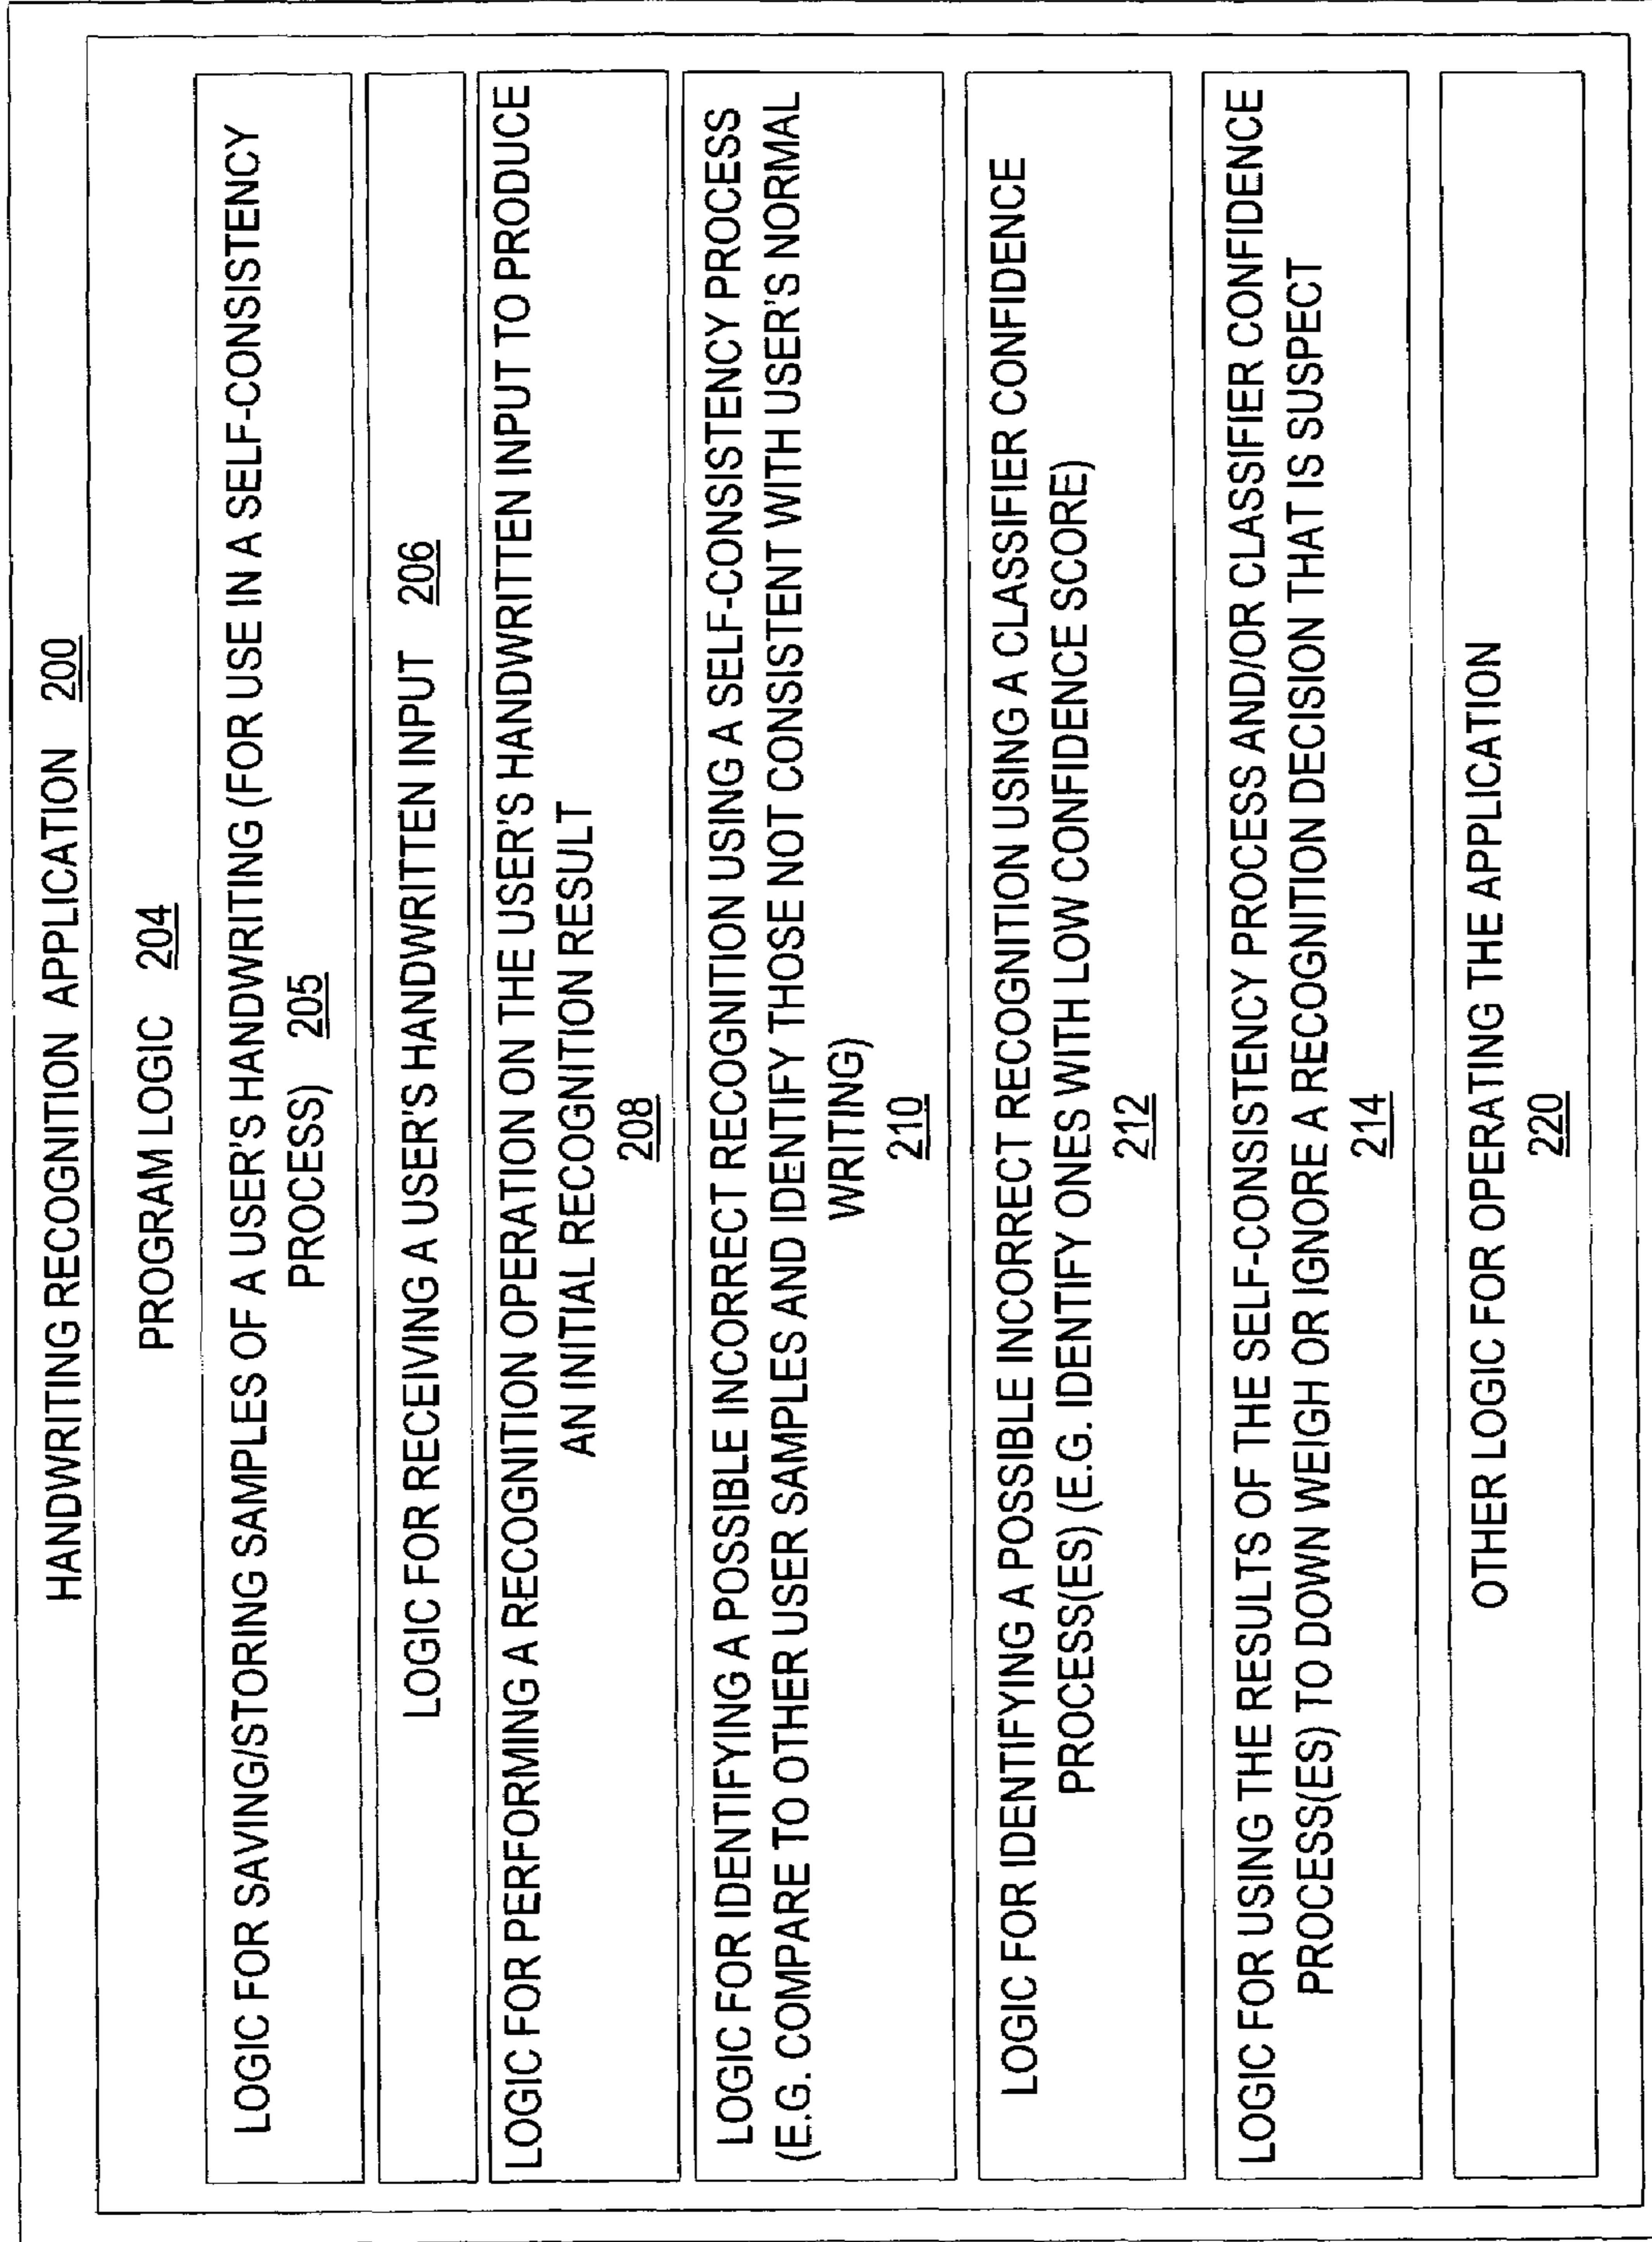 HANDWRITING RECOGNITION APPLICATION 200
PROGRAM LOGIC 204
LOGIC FOR SAVING/STORING SAMPLES OF A USER'S HANDWRITING (FOR USE IN A SELF-CONSISTENCY
PROCESS) 205
LOGIC FOR RECEIVING A USER'S HANDWRITTEN INPUT 206
LOGIC FOR PERFORMING A RECOGNITION OPERATION ON THE USER'S HANDWRITTEN INPUT TO PRODUCE
AN INITIAL RECOGNITION RESULT
208
LOGIC FOR IDENTIFYING A POSSIBLE INCORRECT RECOGNITION USING A SELF-CONSISTENCY PROCESS
(E.G. COMPARE TO OTHER USER SAMPLES AND IDENTIFY THOSE NOT CONSISTENT WITH USER'S NORMAL
WRITING)
210
LOGIC FOR IDENTIFYING A POSSIBLE INCORRECT RECOGNITION USING A CLASSIFIER CONFIDENCE
PROCESS(ES) (E.G. IDENTIFY ONES WITH LOW CONFIDENCE SCORE)
212
LOGIC FOR USING THE RESULTS OF THE SELF-CONSISTENCY PROCESS AND/OR CLASSIFIER CONFIDENCE
PROCESS(ES) TO DOWN WEIGH OR IGNORE A RECOGNITION DECISION THAT IS SUSPECT
214
OTHER LOGIC FOR OPERATING THE APPLICATION
220